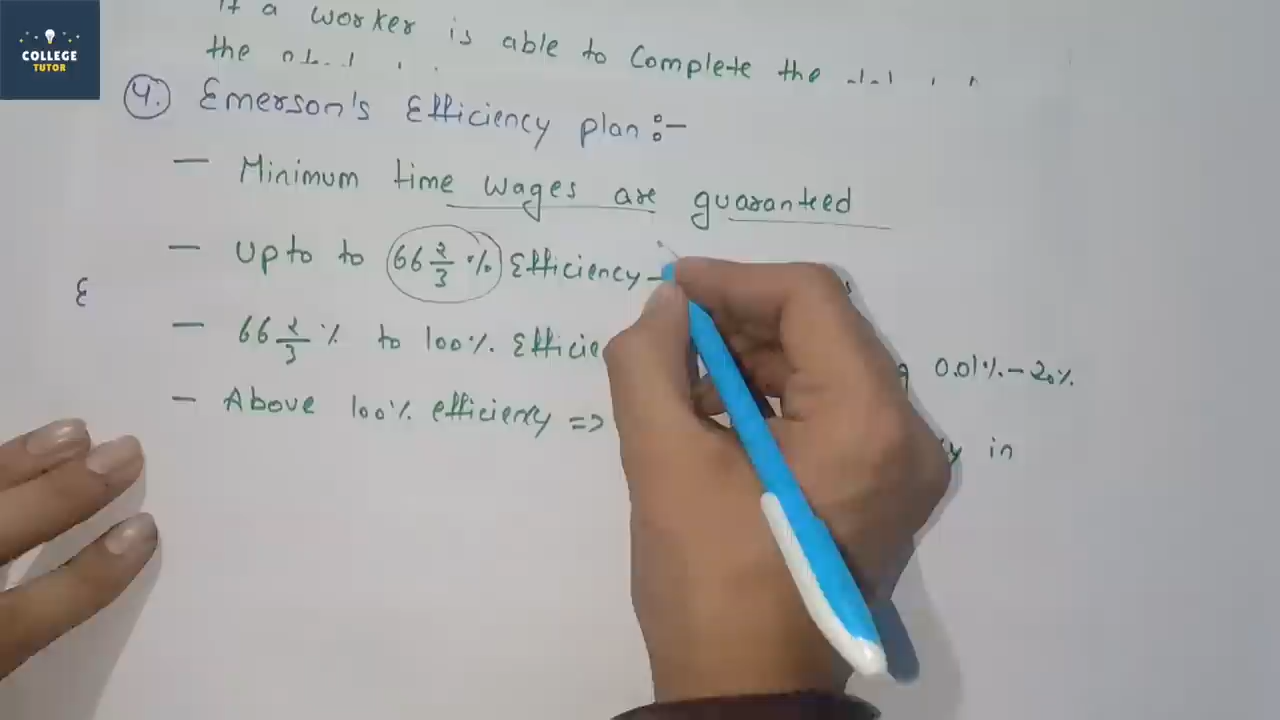 COLLEGE
TUTOR
If a worker is able to Complete the
the
4. Emerson's Efficiency plan :-
— Minimum time wages are guaranteed
— Upto to 66 2/3 % Efficiency
— 66 2/3 % to 100% 0.01% - 20%
— Above 100% efficiency => in